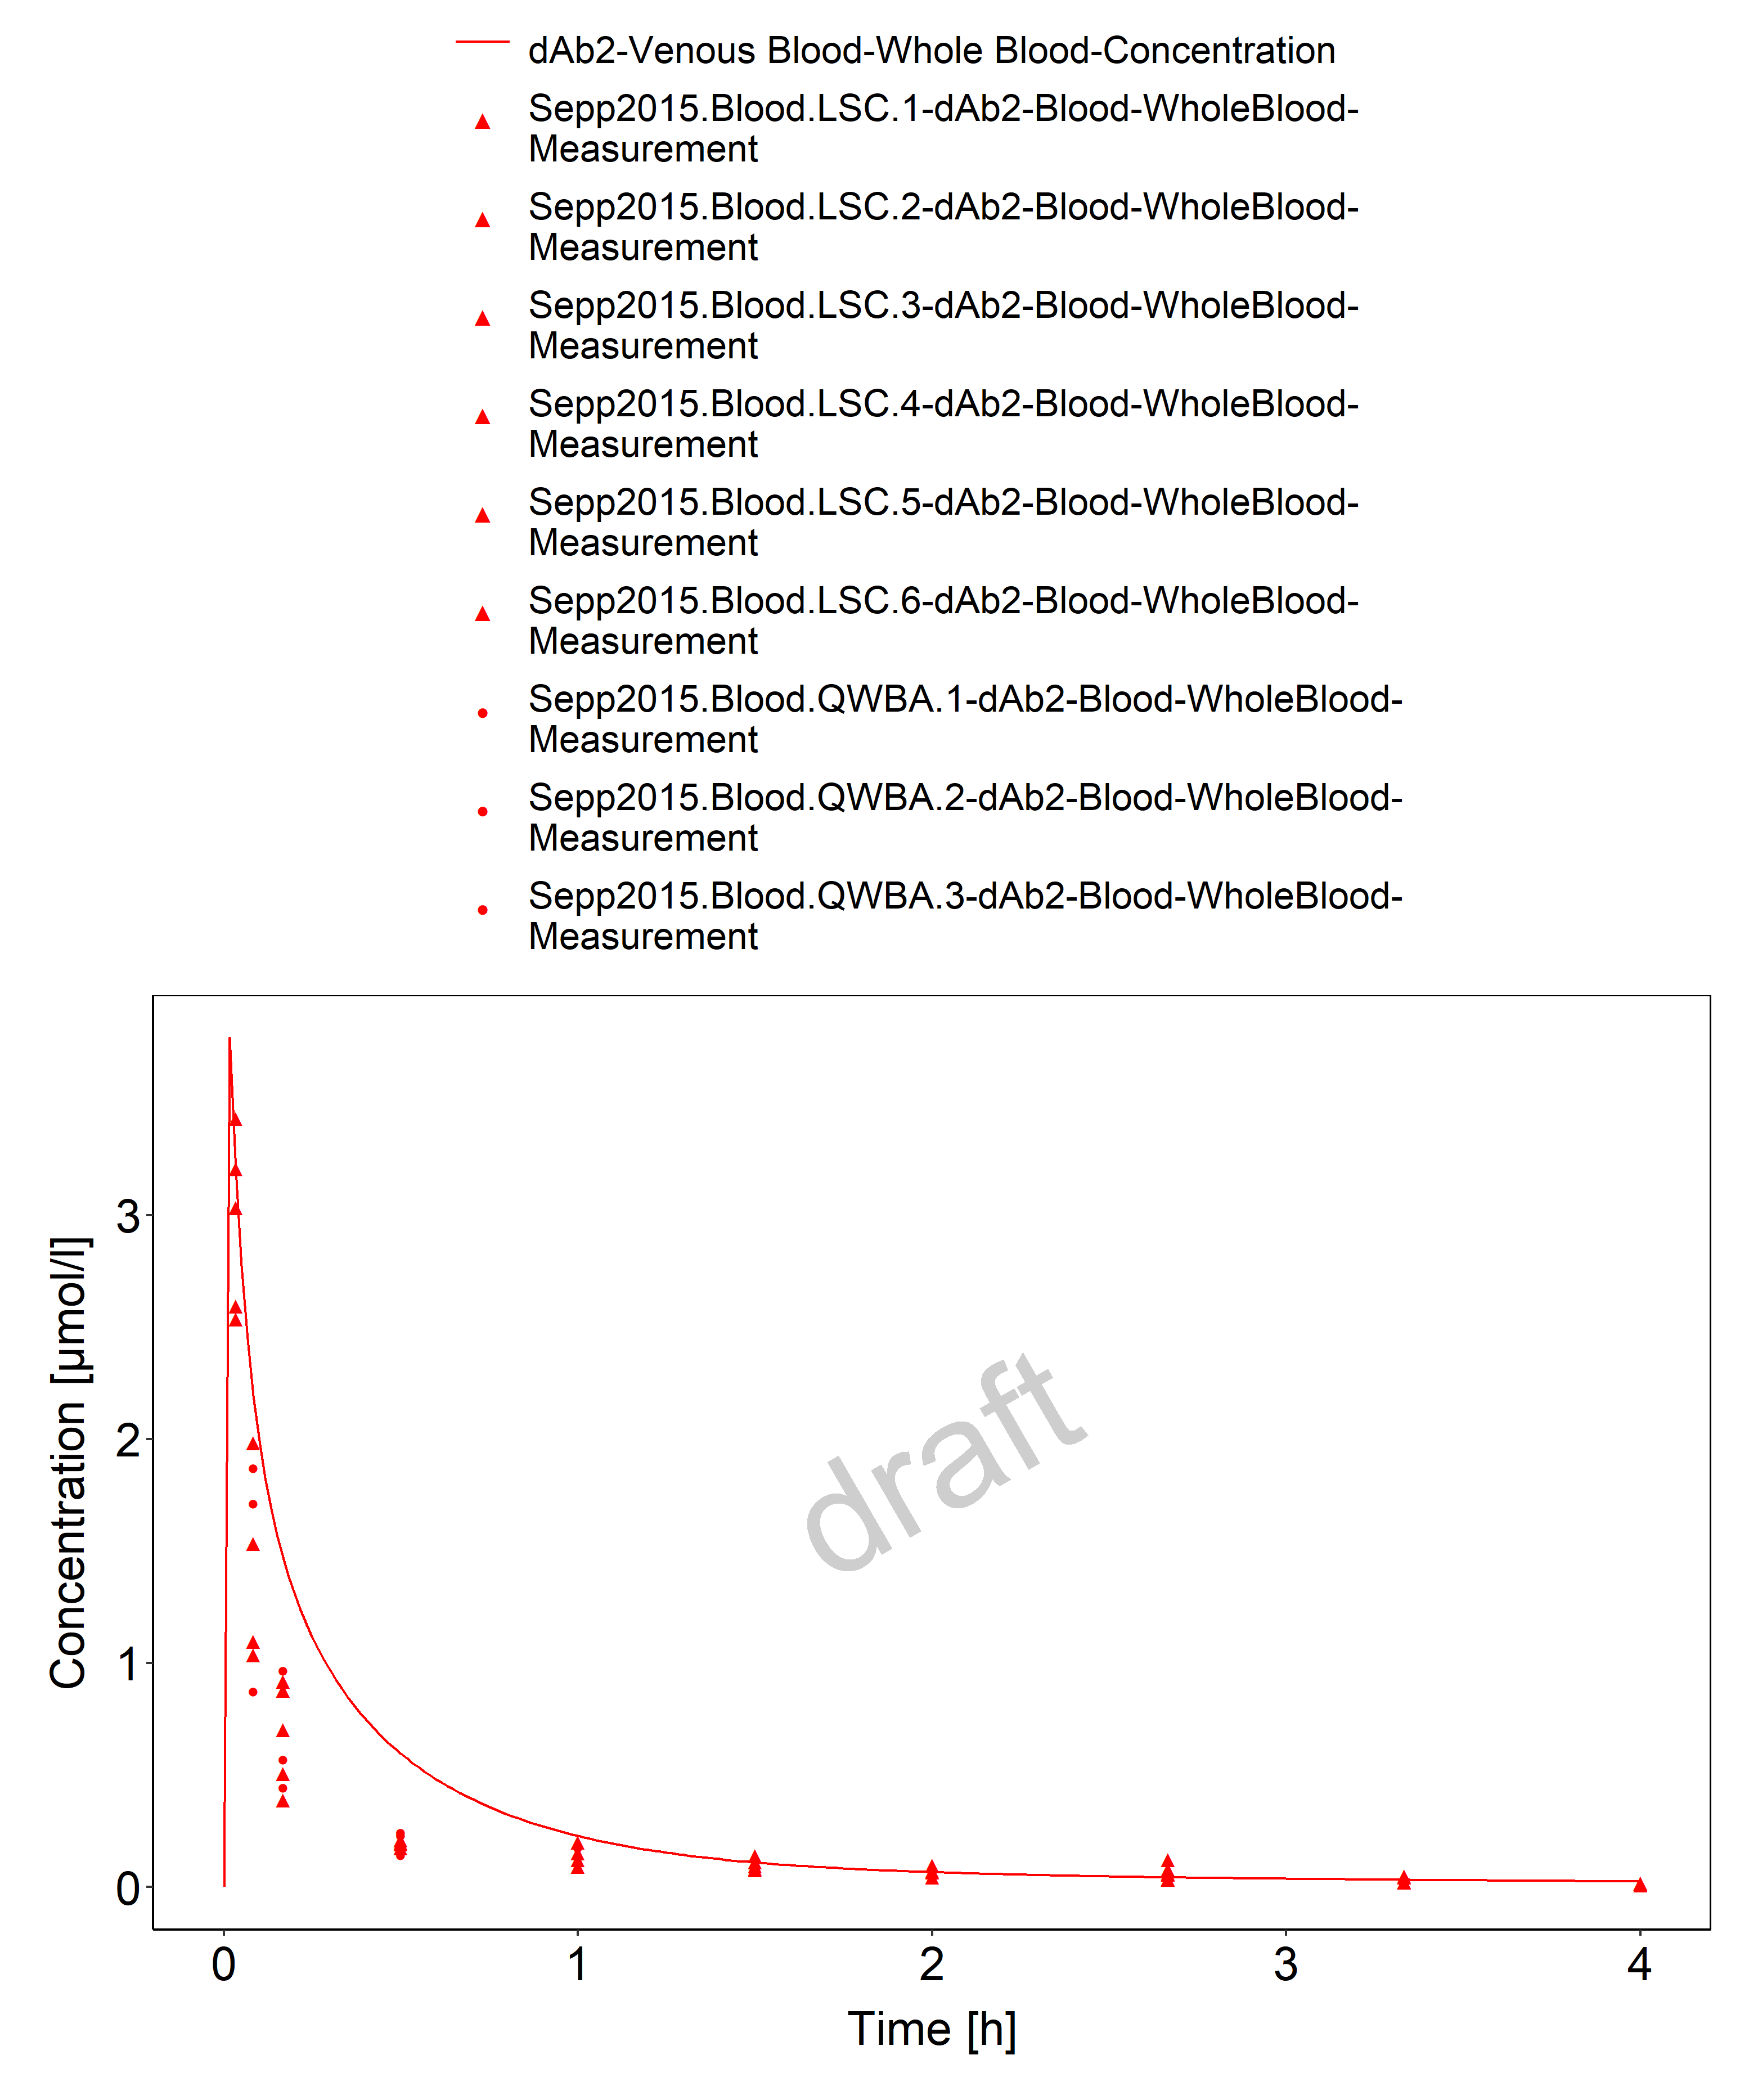 dAb2-Venous Blood-Whole Blood-Concentration
Sepp2015.Blood.LSC.1-dAb2-Blood-WholeBlood-
Measurement
Sepp2015.Blood.LSC.2-dAb2-Blood-WholeBlood-
Measurement
Sepp2015.Blood.LSC.3-dAb2-Blood-WholeBlood-
Measurement
Sepp2015.Blood.LSC.4-dAb2-Blood-WholeBlood-
Measurement
Sepp2015.Blood.LSC.5-dAb2-Blood-WholeBlood-
Measurement
Sepp2015.Blood.LSC.6-dAb2-Blood-WholeBlood-
Measurement
Sepp2015.Blood.QWBA.1-dAb2-Blood-WholeBlood-
Measurement
Sepp2015.Blood.QWBA.2-dAb2-Blood-WholeBlood-
Measurement
Sepp2015.Blood.QWBA.3-dAb2-Blood-WholeBlood-
Measurement
Concentration [µmol/l]
3
2
1
0
draft
0 1 2 3 4
Time [h]